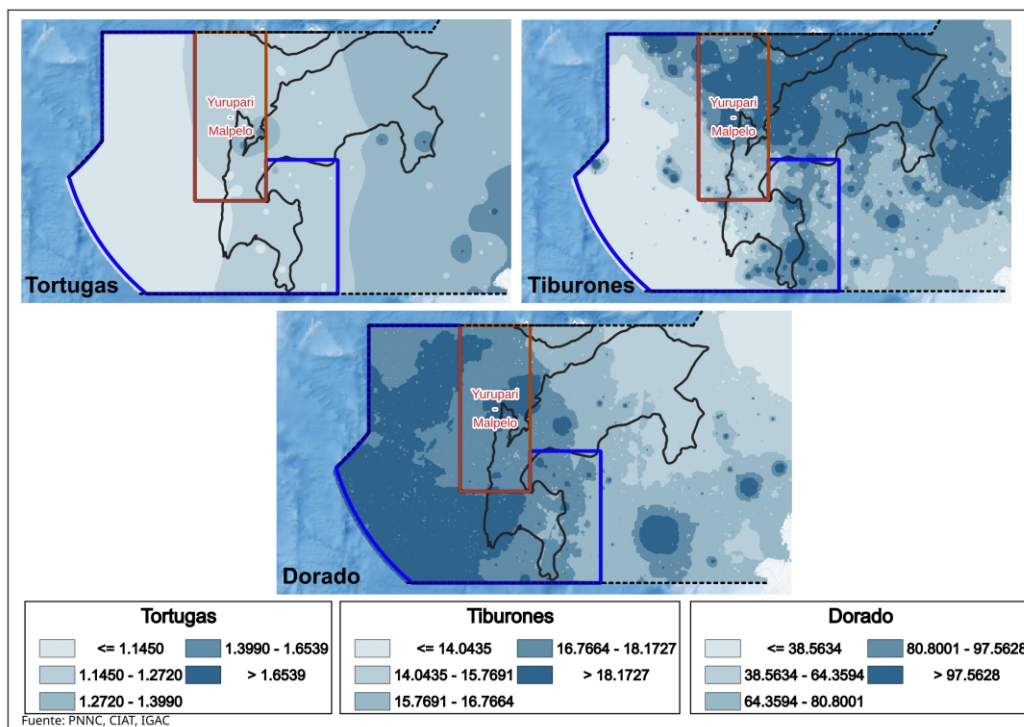 Yurupari
-
Malpelo
Tortugas
Yurupari
-
Malpelo
Tiburones
Yurupari
-
Malpelo
Dorado
Tortugas
<= 1.1450
1.3990 - 1.6539
1.1450 - 1.2720
> 1.6539
1.2720 - 1.3990
Tiburones
<= 14.0435
16.7664 - 18.1727
14.0435 - 15.7691
> 18.1727
15.7691 - 16.7664
Dorado
<= 38.5634
80.8001 - 97.5628
38.5634 - 64.3594
> 97.5628
64.3594 - 80.8001
Fuente: PNNC, CIAT, IGAC